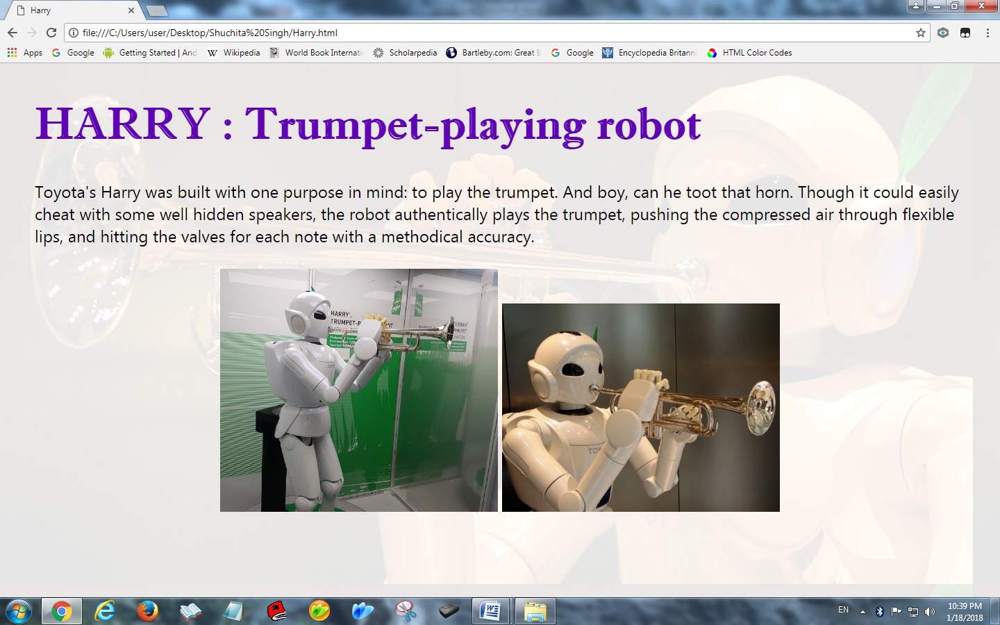 Harry
file:///C:/Users/user/Desktop/Shuchita%20Singh/Harry.html
Apps Google Getting Started | And Wikipedia World Book Internati Scholarpedia Bartleby.com: Great B Google Encyclopedia Britanni HTML Color Codes
HARRY : Trumpet-playing robot
Toyota's Harry was built with one purpose in mind: to play the trumpet. And boy, can he toot that horn. Though it could easily
cheat with some well hidden speakers, the robot authentically plays the trumpet, pushing the compressed air through flexible
lips, and hitting the valves for each note with a methodical accuracy.
'HARRY',
TRUMPET-P
TOY
EN
10:39 PM
1/18/2018